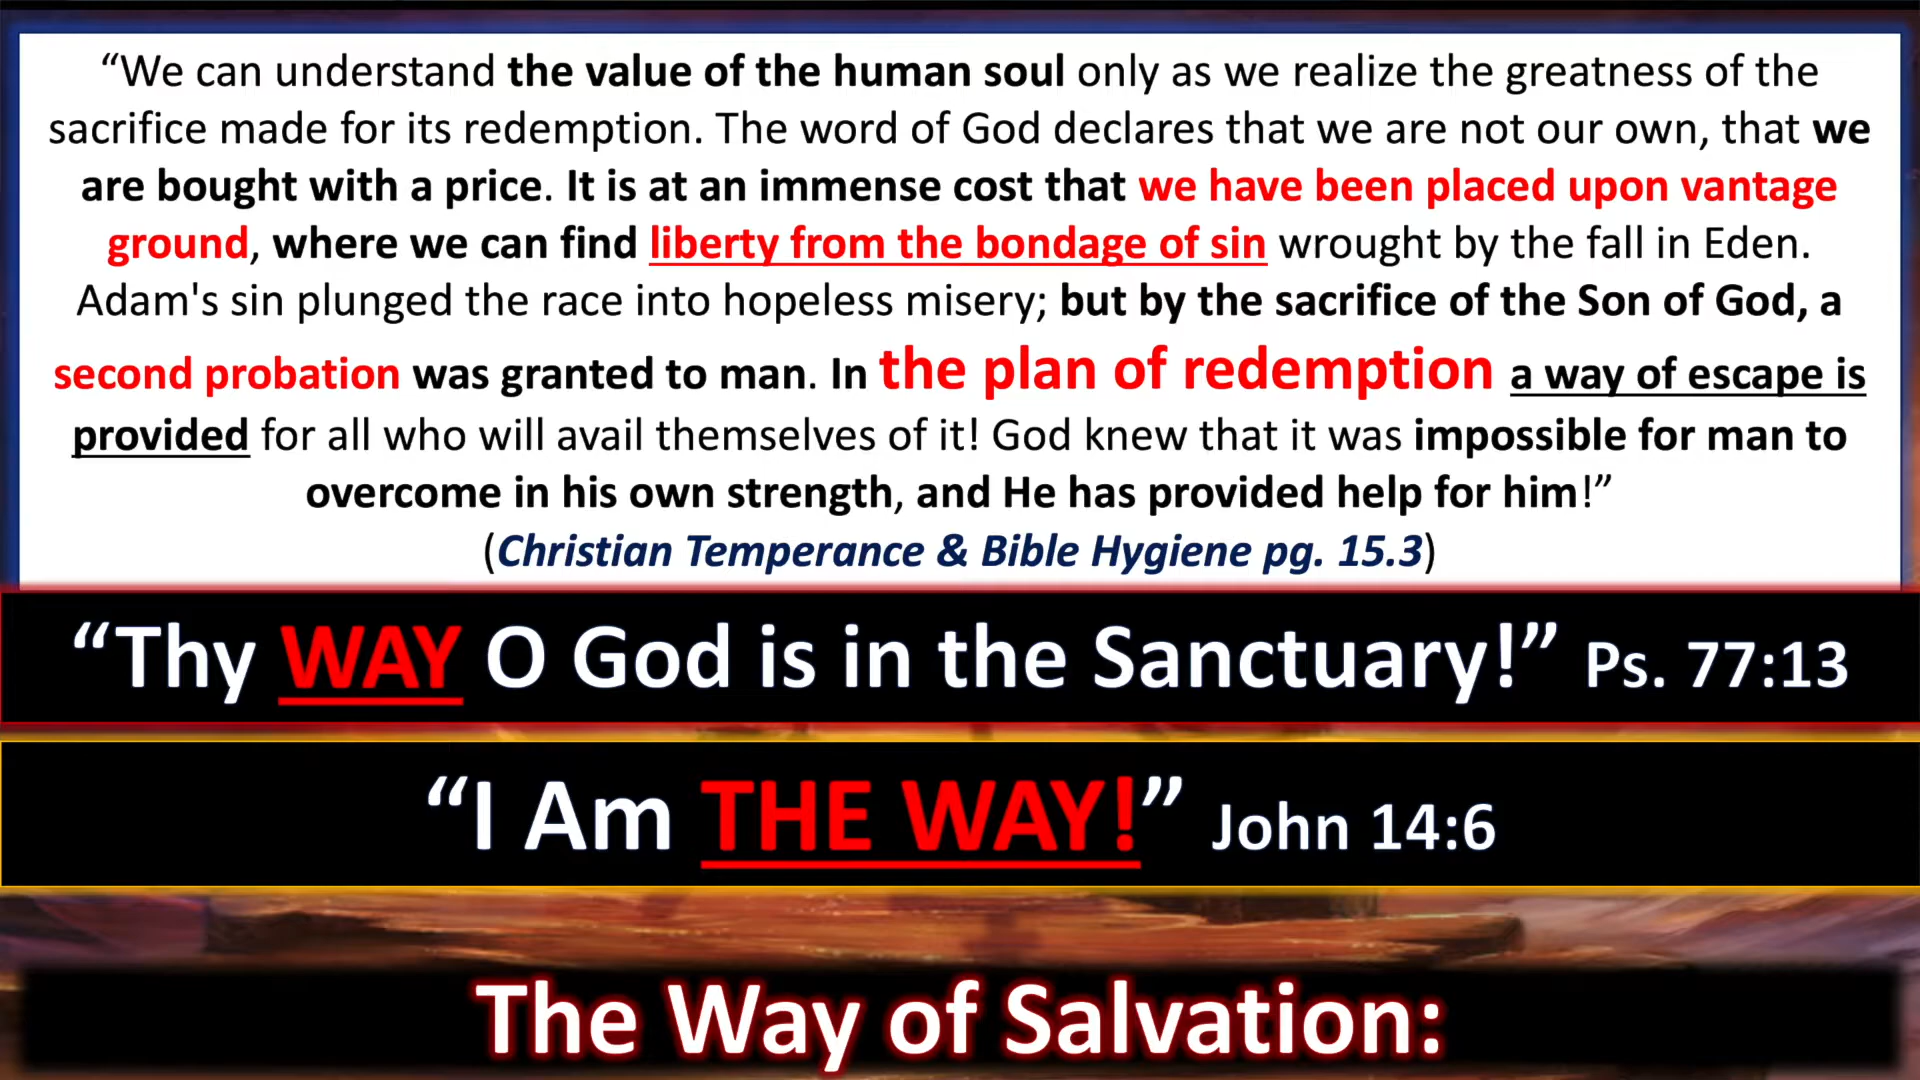 “We can understand the value of the human soul only as we realize the greatness of the
sacrifice made for its redemption. The word of God declares that we are not our own, that we
are bought with a price. It is at an immense cost that we have been placed upon vantage
ground, where we can find liberty from the bondage of sin wrought by the fall in Eden.
Adam's sin plunged the race into hopeless misery; but by the sacrifice of the Son of God, a
second probation was granted to man. In the plan of redemption a way of escape is
provided for all who will avail themselves of it! God knew that it was impossible for man to
overcome in his own strength, and He has provided help for him!”
(Christian Temperance & Bible Hygiene pg. 15.3)
“Thy WAY O God is in the Sanctuary!” Ps. 77:13
“I Am THE WAY!” John 14:6
The Way of Salvation: